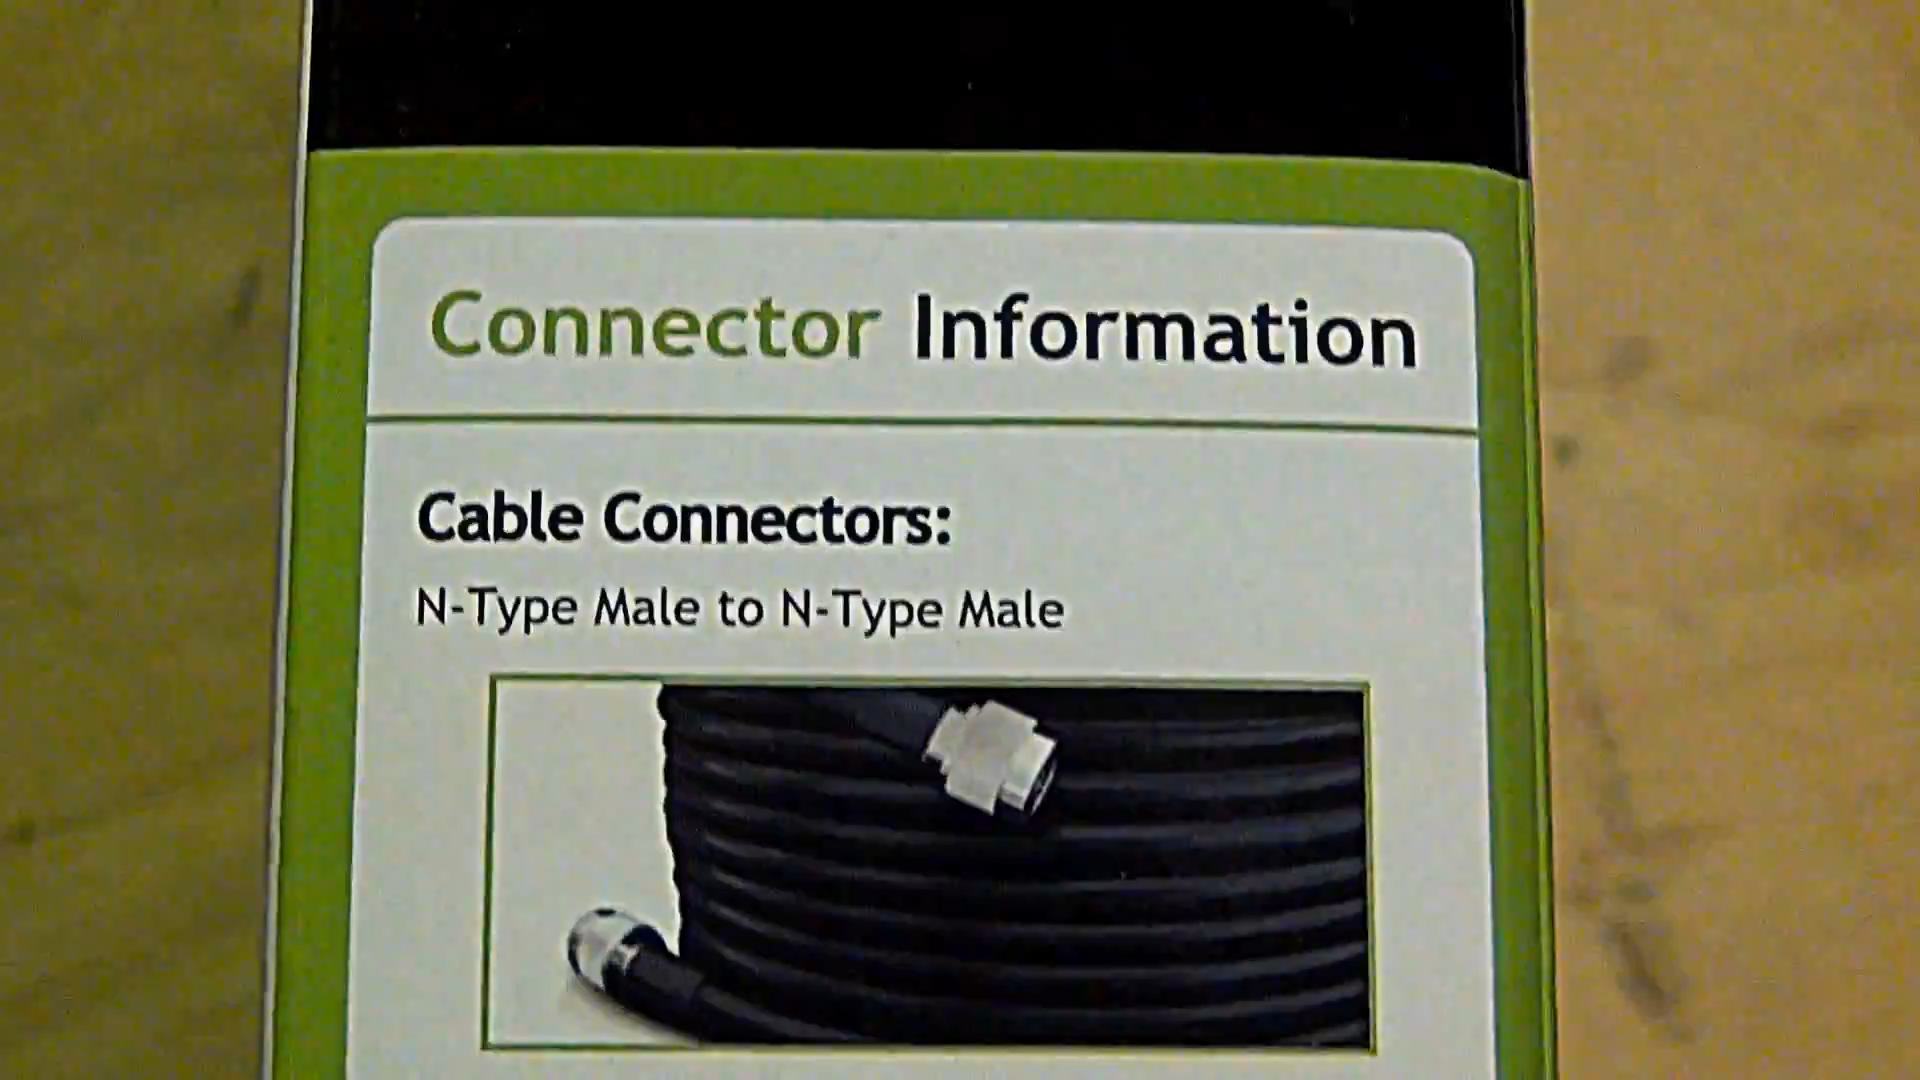 Connector Information
Cable Connectors:
N-Type Male to N-Type Male